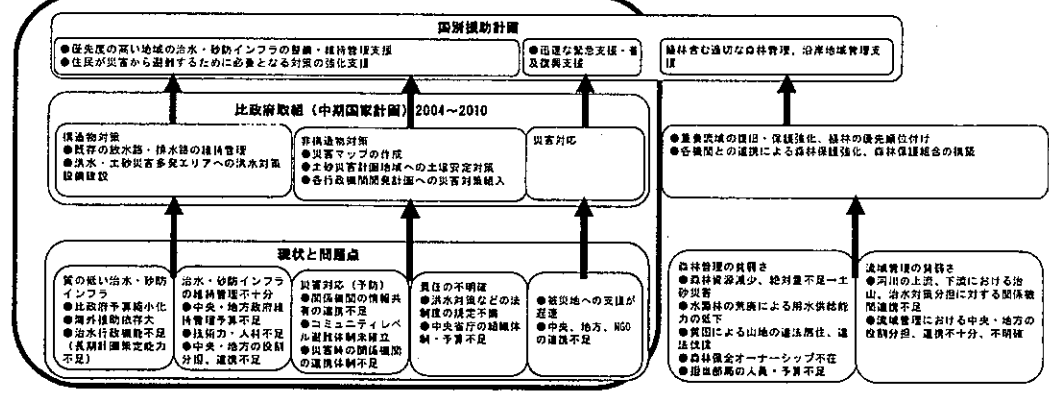 国別援助計画
●優先度の高い地域の治水・砂防インフラの整備・維持管理支援
●住民が災害から避難するために必要となる対策の強化支援
●迅速な緊急支援・普
及復興支援
植林含む適切な森林管理、沿岸地域管理支
援
比政府取組（中期国家計画）2004～2010
構造物対策
●既存の放水路・排水路の維持管理
●洪水・土砂災害多発エリアへの洪水対策
設備建設
非構造物対策
●災害マップの作成
●土砂災害計画地域への土壌安定対策
●各行政機関開発計画への災害対策組入
災害対応
●重要流域の復旧・保護強化、植林の優先順位付け
●各機関との連携による森林保護強化、森林保護組合の構築
現状と問題点
質の低い治水・砂防
インフラ
●比政府予算縮小化
●海外援助依存大
●治水行政機能不足
（長期計画策定能力
不足）
治水・砂防インフラ
の維持管理不十分
●中央・地方政府維
持管理予算不足
●技術力・人材不足
●中央・地方の役割
分担、連携不足
災害対応（予防）
●関係機関の情報共
有の連携不足
●コミュニティレベ
ル避難体制未確立
●災害時の関係機関
の連携体制不足
責任の不明確
●洪水対策などの法
制度の規定不備
●中央省庁の組織体
制・予算不足
●被災地への支援が
遅滞
●中央、地方、NGO
の連携不足
森林管理の貧弱さ
●森林資源減少、絶対量不足→土
砂災害
●水源林の荒廃による用水供給能
力の低下
●貧困による山地の違法居住、違
法伐採
●森林保全オーナーシップ不在
●担当部局の人員・予算不足
流域管理の貧弱さ
●河川の上流、下流における治
山、治水対策分担に対する関係機
関連携不足
●流域管理における中央・地方の
役割分担、連携不十分、不明確